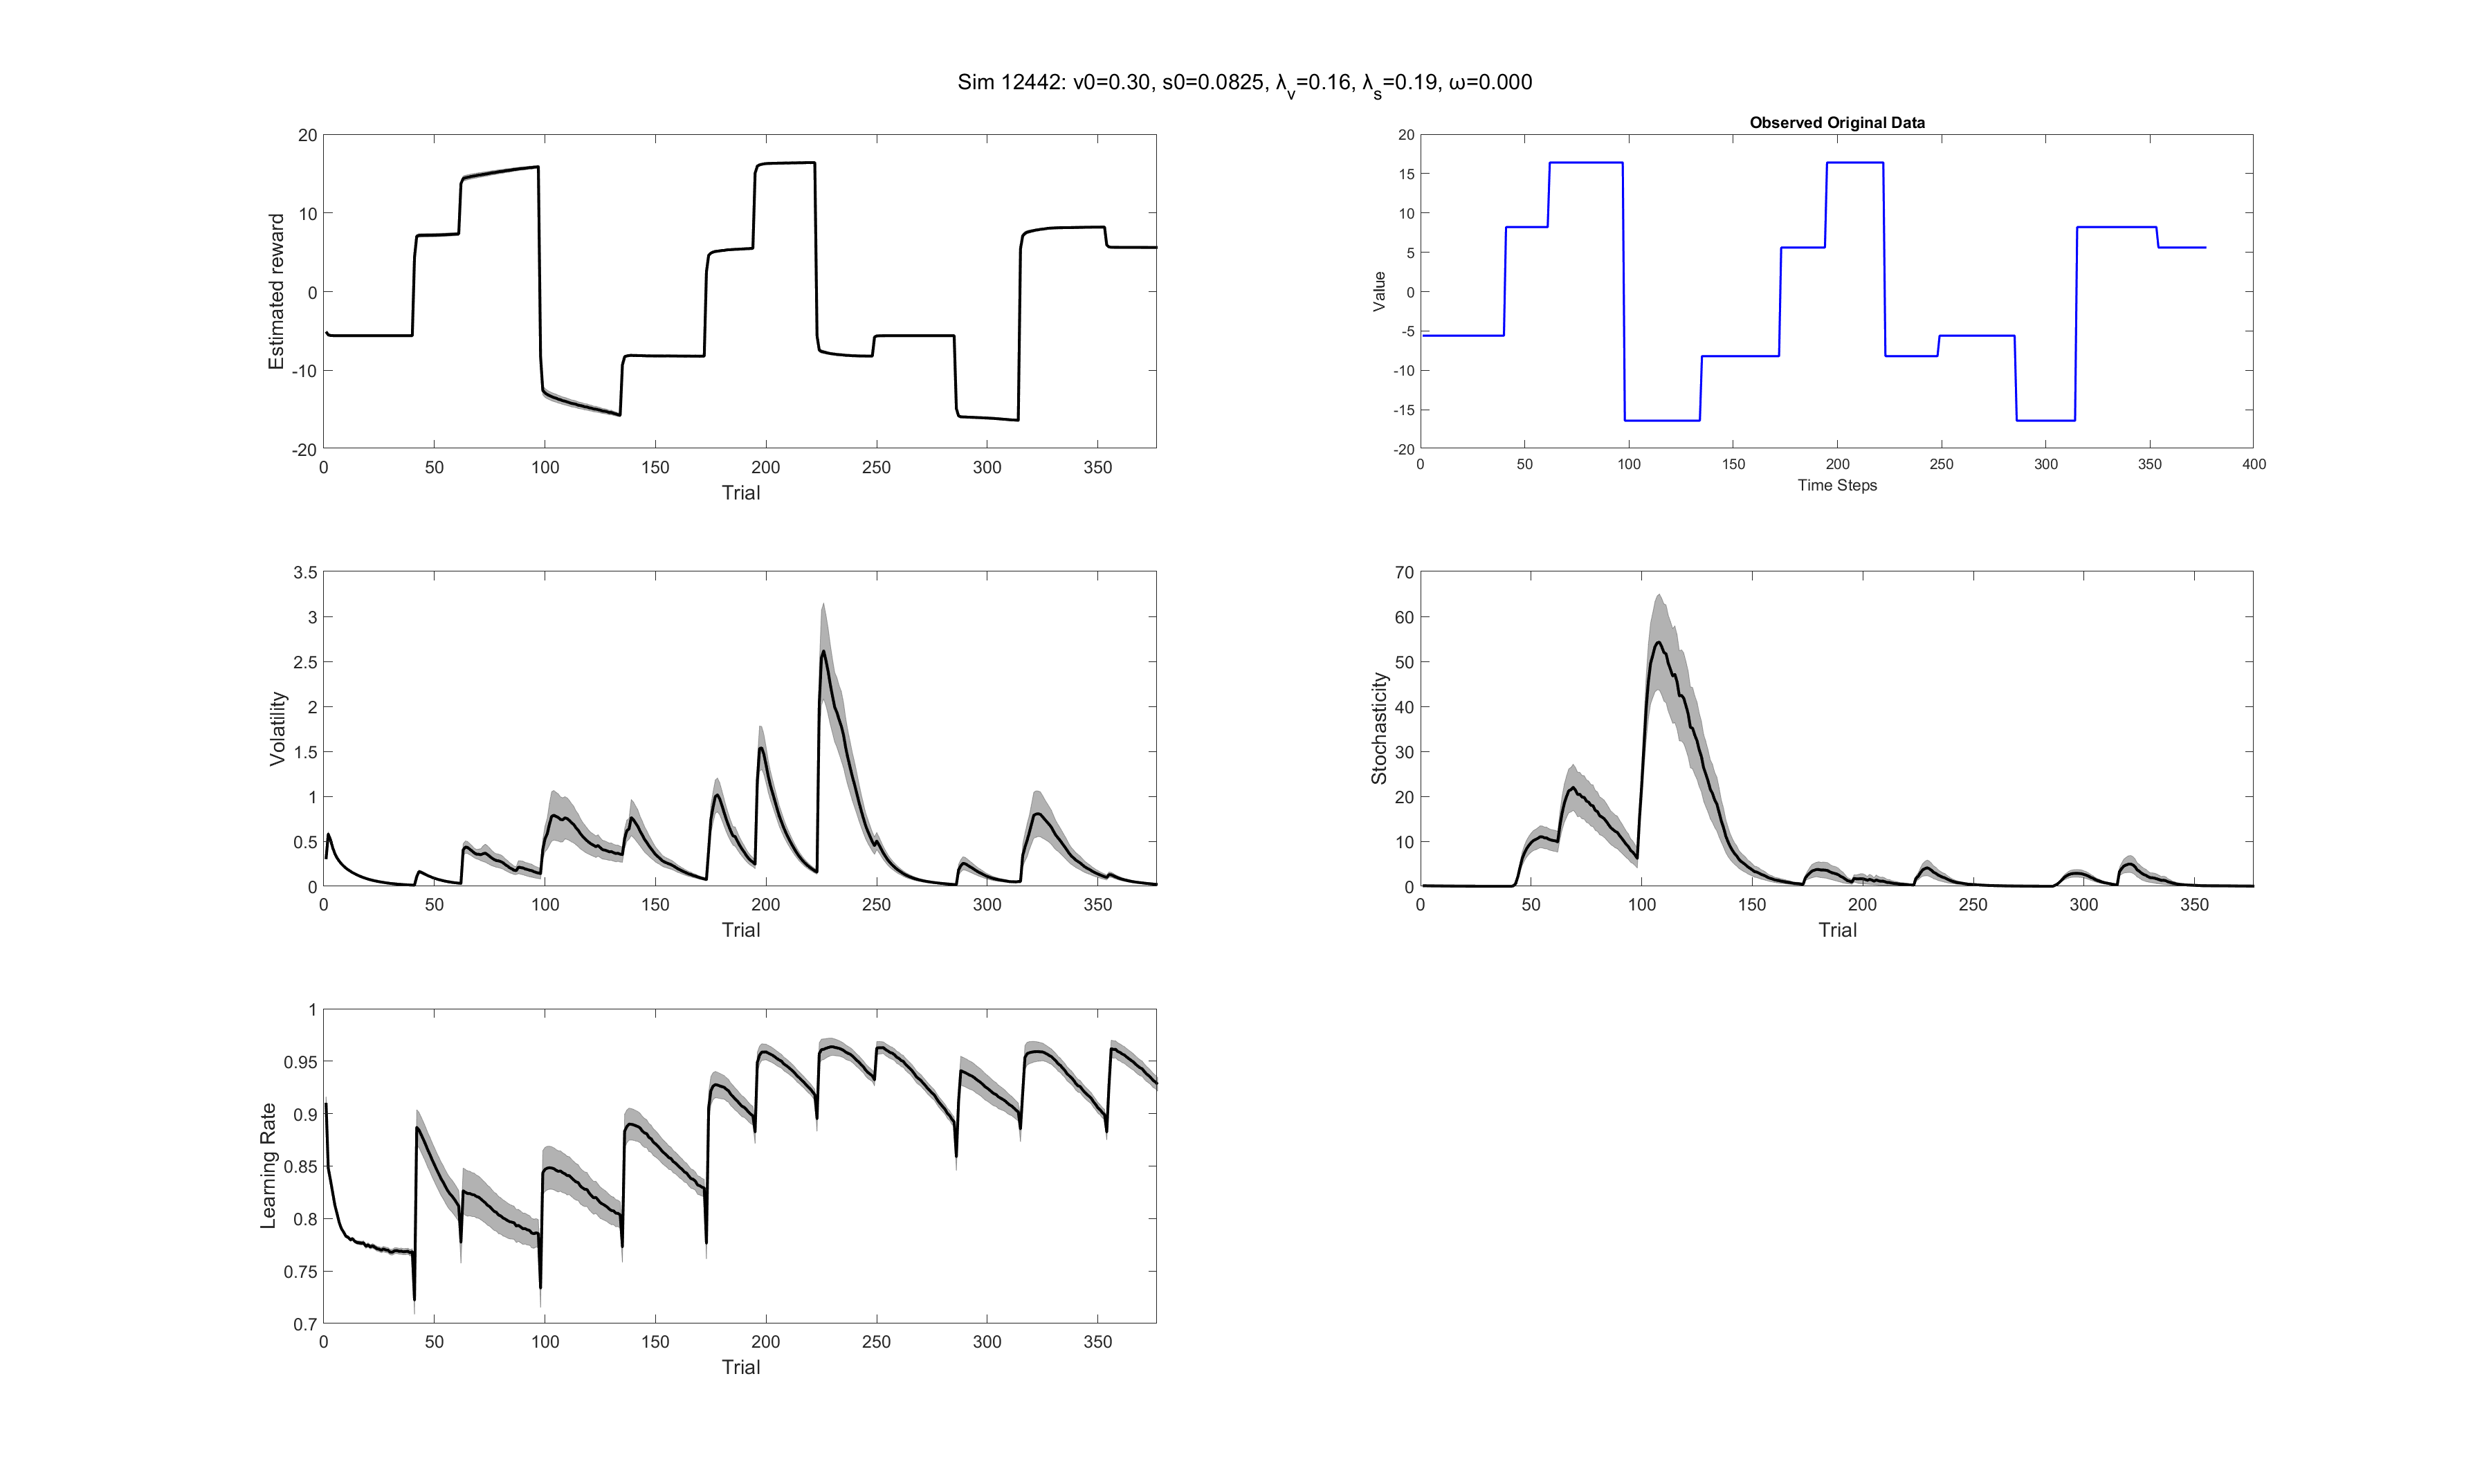 Sim 12442: v0=0.30, s0=0.0825, λv=0.16, λs=0.19, ω=0.000
20
10
0
-10
-20
Estimated reward
0 50 100 150 200 250 300 350
Trial
Observed Original Data
20
15
10
5
0
-5
-10
-15
-20
Value
0 50 100 150 200 250 300 350 400
Time Steps
3.5
3
2.5
2
1.5
1
0.5
0
Volatility
0 50 100 150 200 250 300 350
Trial
70
60
50
40
30
20
10
0
Stochasticity
0 50 100 150 200 250 300 350
Trial
1
0.95
0.9
0.85
0.8
0.75
0.7
Learning Rate
0 50 100 150 200 250 300 350
Trial